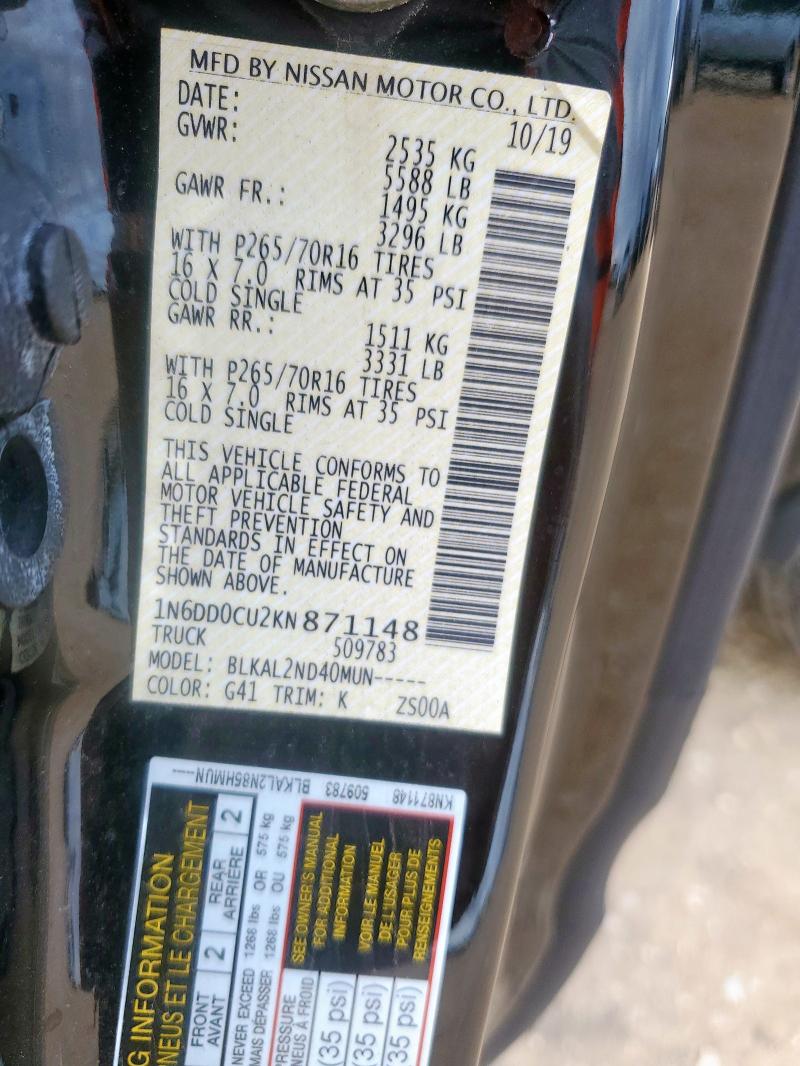 MFD BY NISSAN MOTOR CO., LTD.
DATE: 10/19
GVWR: 2535 KG
5588 LB
GAWR FR.: 1495 KG
3296 LB
WITH P265/70R16 TIRES
16 X 7.0 RIMS AT 35 PSI
COLD SINGLE
GAWR RR.: 1511 KG
3331 LB
WITH P265/70R16 TIRES
16 X 7.0 RIMS AT 35 PSI
COLD SINGLE
THIS VEHICLE CONFORMS TO
ALL APPLICABLE FEDERAL
MOTOR VEHICLE SAFETY AND
THEFT PREVENTION
STANDARDS IN EFFECT ON
THE DATE OF MANUFACTURE
SHOWN ABOVE.
1N6DD0CU2KN871148
TRUCK 509783
MODEL: BLKAL2ND40MUN-----
COLOR: G41 TRIM: K ZS00A
KN871148 509783 BLKAL2N85HMUN---
G INFORMATION
NEUS ET LE CHARGEMENT
FRONT 2 REAR 2
AVANT ARRIÈRE
NEVER EXCEED 1268 lbs OR 575 kg
MAIS DÉPASSER 1268 lbs OU 575 kg
RESSURE
NEUS À FROID
SEE OWNER'S MANUAL
FOR ADDITIONAL
INFORMATION
VOIR LE MANUEL
DE L'USAGER
POUR PLUS DE
RENSEIGNEMENTS
(35 psi)
(35 psi)
(35 psi)